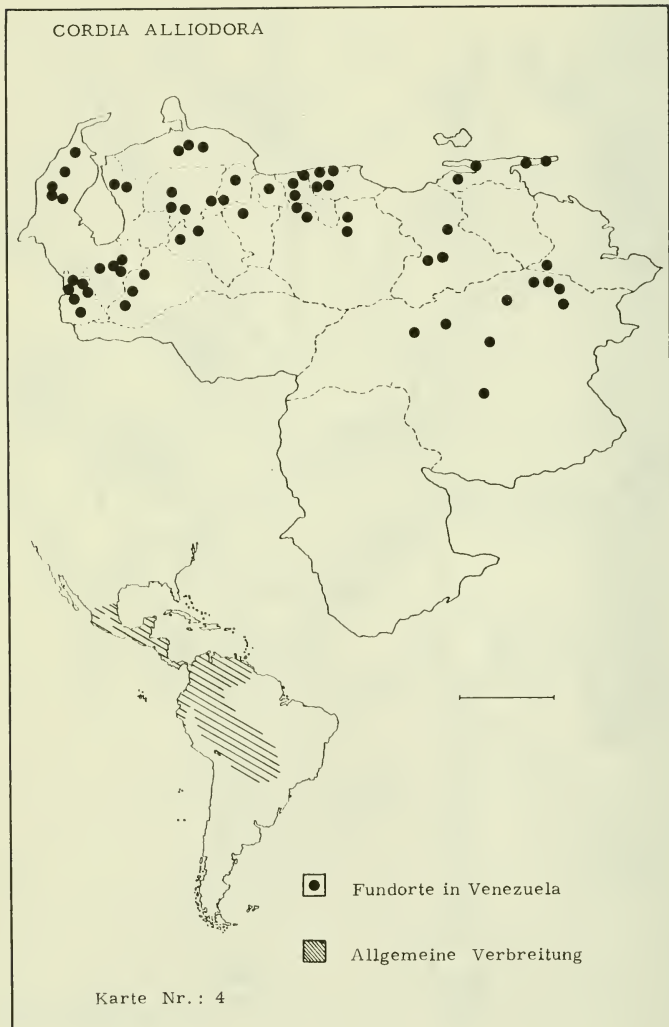 CORDIA ALLIODORA
Fundorte in Venezuela
Allgemeine Verbreitung
Karte Nr.: 4